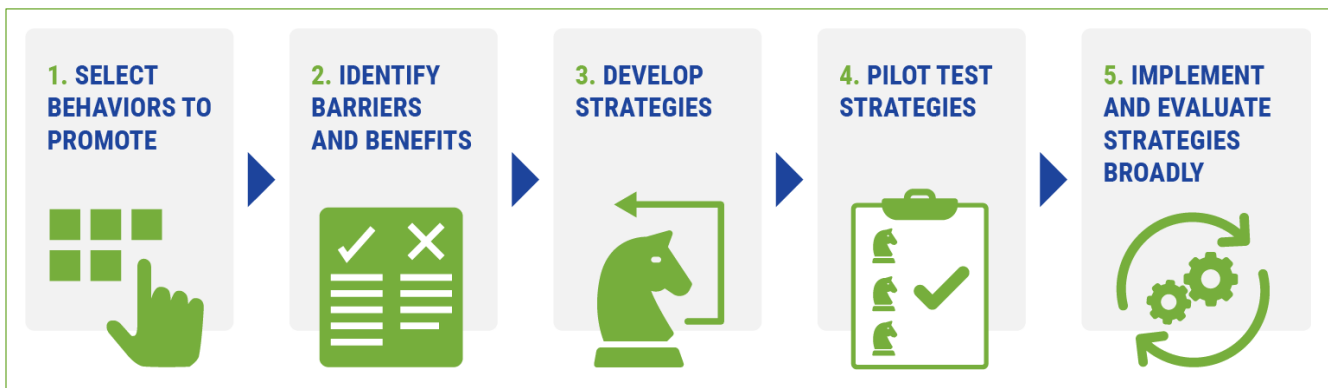 1. SELECT
BEHAVIORS TO
PROMOTE
2. IDENTIFY
BARRIERS
AND BENEFITS
3. DEVELOP
STRATEGIES
4. PILOT TEST
STRATEGIES
5. IMPLEMENT
AND EVALUATE
STRATEGIES
BROADLY